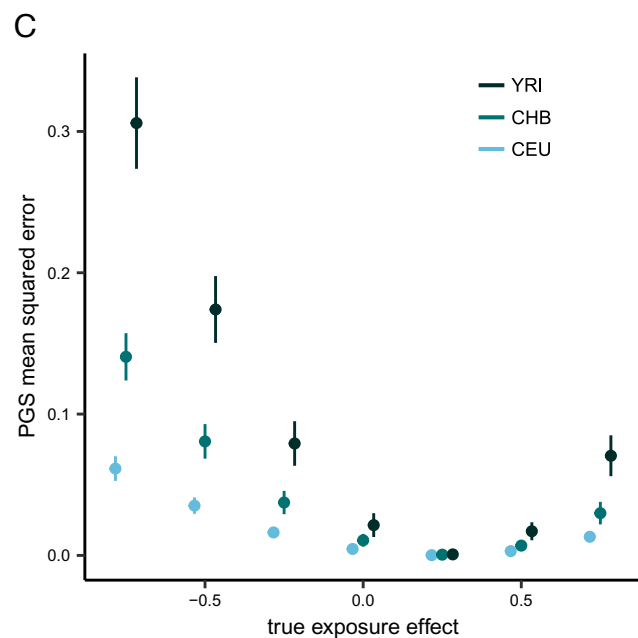 C
YRI
CHB
CEU
0.3
0.2
0.1
0.0
PGS mean squared error
−0.5
0.0
0.5
true exposure effect